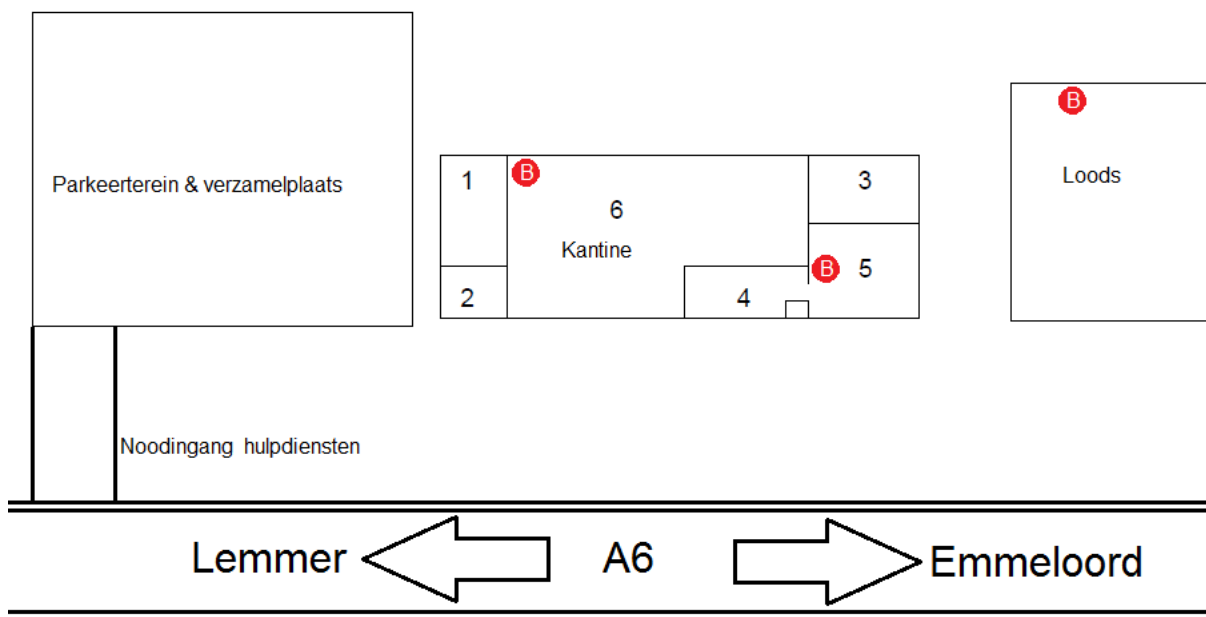 Parkeerterein & verzamelplaats
1
B
6
Kantine
2
3
B
5
4
B
Loods
Noodingang hulpdiensten
Lemmer
A6
Emmeloord